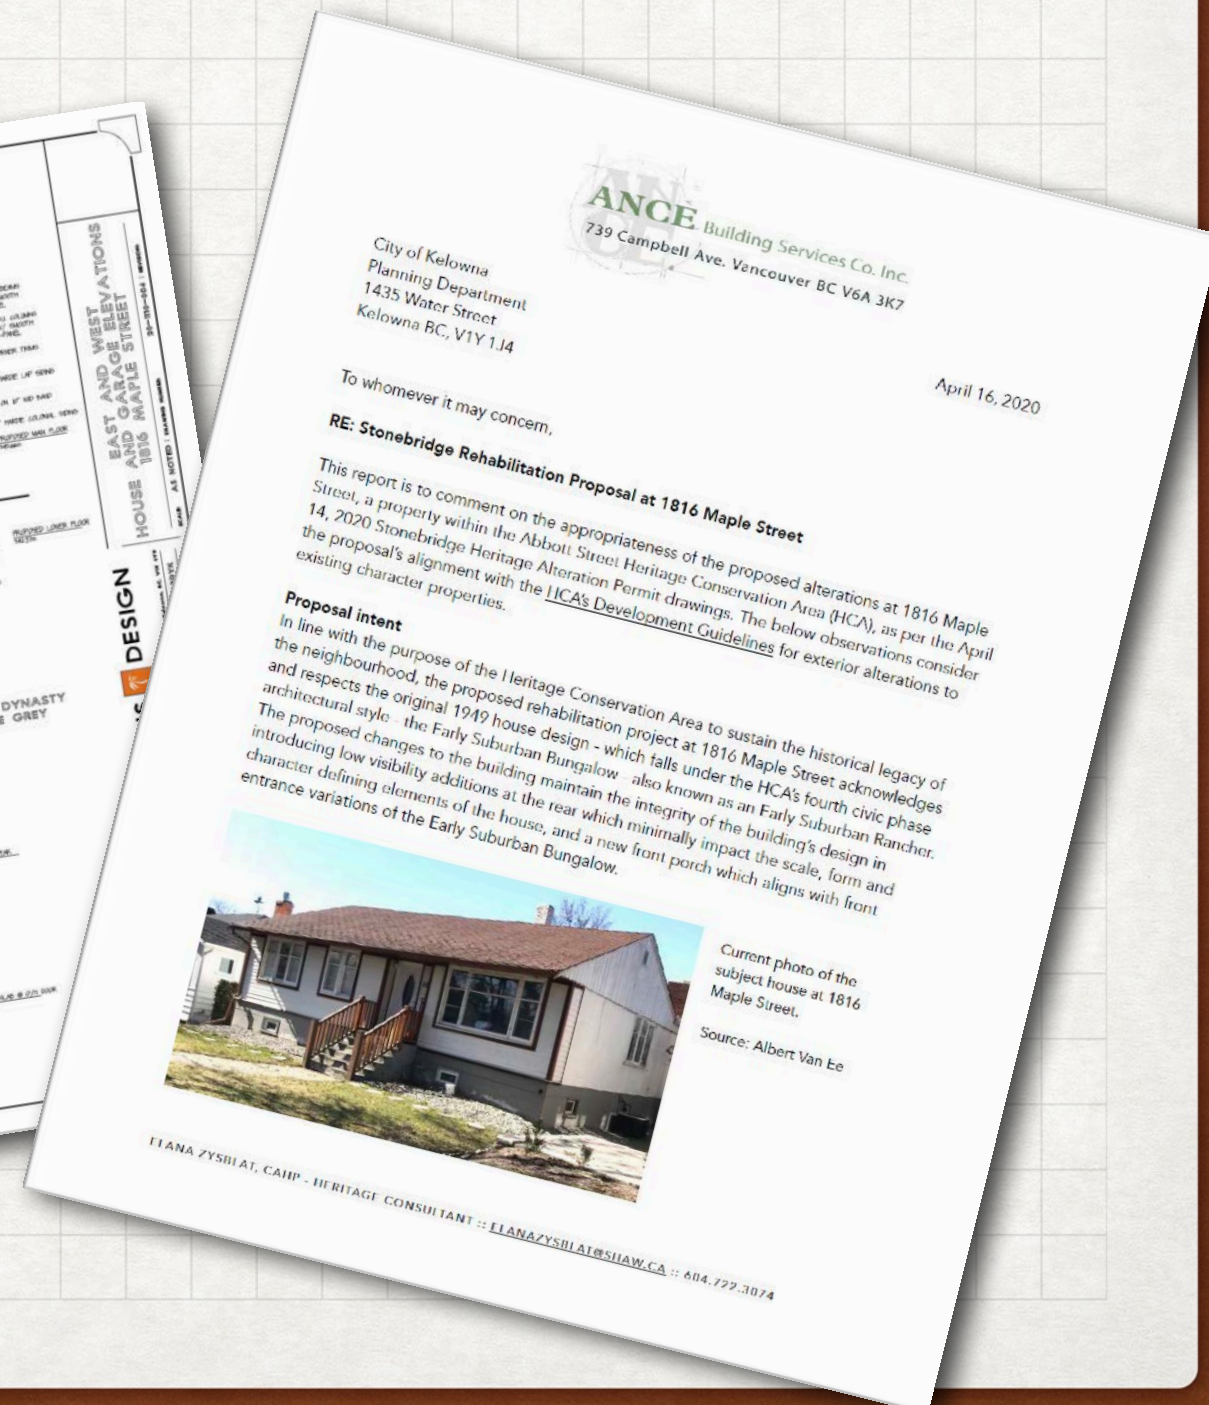 EAST AND WEST
HOUSE AND GARAGE ELEVATIONS
1816 MAPLE STREET
AS NOTED
DESIGN
DYNASTY
GREY
ANCE Building Services Co. Inc.
739 Campbell Ave. Vancouver BC V6A 3K7
City of Kelowna
Planning Department
1435 Water Street
Kelowna BC, V1Y 1J4
April 16, 2020
To whomever it may concern,
RE: Stonebridge Rehabilitation Proposal at 1816 Maple Street
This report is to comment on the appropriateness of the proposed alterations at 1816 Maple
Street, a property within the Abbott Street Heritage Conservation Area (HCA), as per the April
14, 2020 Stonebridge Heritage Alteration Permit drawings. The below observations consider
the proposal's alignment with the HCA's Development Guidelines for exterior alterations to
existing character properties.
Proposal intent
In line with the purpose of the Heritage Conservation Area to sustain the historical legacy of
the neighbourhood, the proposed rehabilitation project at 1816 Maple Street acknowledges
and respects the original 1949 house design - which falls under the HCA's fourth civic phase
architectural style - the Early Suburban Bungalow - also known as an Early Suburban Rancher.
The proposed changes to the building maintain the integrity of the building's design in
introducing low visibility additions at the rear which minimally impact the scale, form and
character defining elements of the house, and a new front porch which aligns with front
entrance variations of the Early Suburban Bungalow.
Current photo of the
subject house at 1816
Maple Street.
Source: Albert Van Ee
ELANA ZYSBLAT, CAHP - HERITAGE CONSULTANT :: ELANAZYSBLAT@SHAW.CA :: 604.722.3074